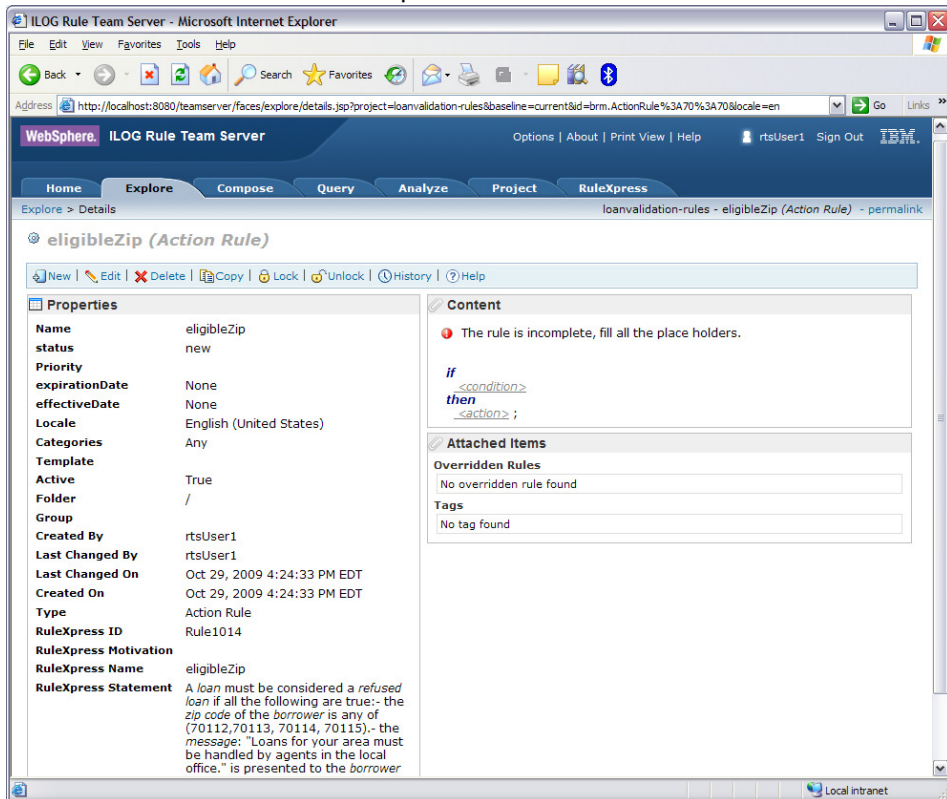 ILOG Rule Team Server - Microsoft Internet Explorer
File Edit View Favorites Tools Help
Back Search Favorites
Address http://localhost:8080/teamserver/faces/explore/details.jsp?project=loanvalidation-rules&baseline=current&id=brm.ActionRule%3A70%3A70&locale=en Go Links »
WebSphere. ILOG Rule Team Server Options | About | Print View | Help rtsUser1 Sign Out IBM.
Home Explore Compose Query Analyze Project RuleXpress
Explore > Details loanvalidation-rules - eligibleZip (Action Rule) - permalink
eligibleZip (Action Rule)
New | Edit | Delete | Copy | Lock | Unlock | History | Help
Properties
Name eligibleZip
status new
Priority
expirationDate None
effectiveDate None
Locale English (United States)
Categories Any
Template
Active True
Folder /
Group
Created By rtsUser1
Last Changed By rtsUser1
Last Changed On Oct 29, 2009 4:24:33 PM EDT
Created On Oct 29, 2009 4:24:33 PM EDT
Type Action Rule
RuleXpress ID Rule1014
RuleXpress Motivation
RuleXpress Name eligibleZip
RuleXpress Statement A loan must be considered a refused
loan if all the following are true:- the
zip code of the borrower is any of
(70112,70113, 70114, 70115).- the
message: "Loans for your area must
be handled by agents in the local
office." is presented to the borrower
Content
The rule is incomplete, fill all the place holders.
if
<condition>
then
<action> ;
Attached Items
Overridden Rules
No overridden rule found
Tags
No tag found
Local intranet